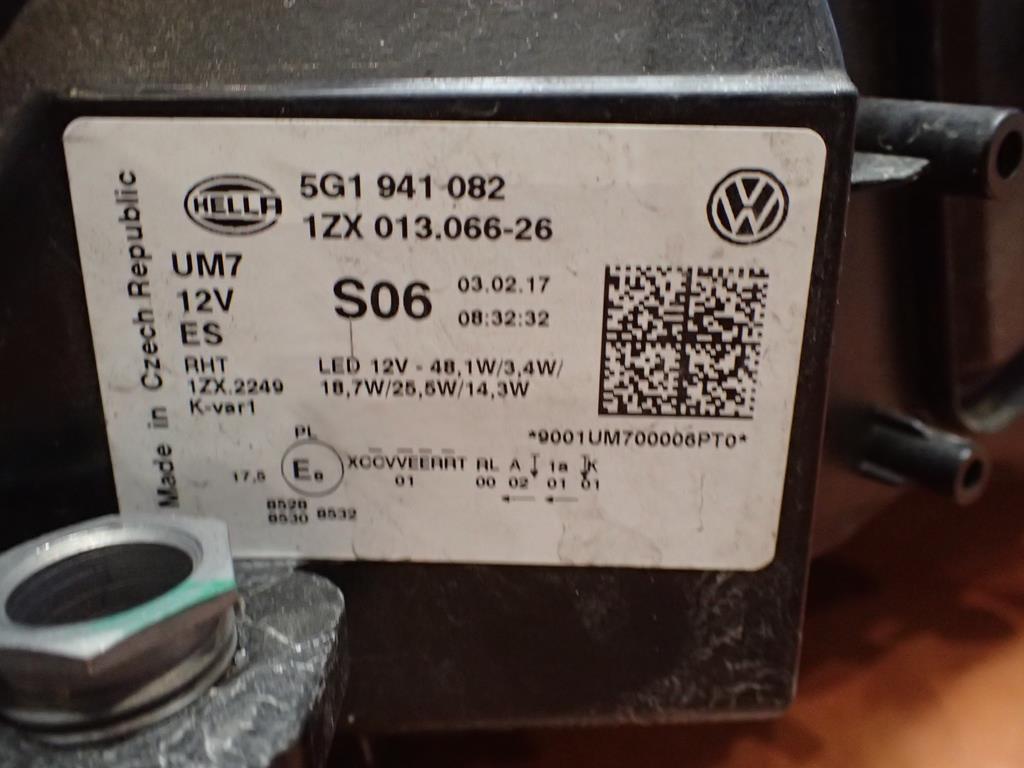 Made in Czech Republic
HELLA
5G1 941 082
1ZX 013.066-26
UM7
12V
ES
S06
03.02.17
08:32:32
RHT
1ZX.2249
K-var1
LED 12V - 48,1W/3,4W/
18,7W/25,5W/14,3W
*9001UM700006PT0*
PL
17,5
E8
XCCVVEERRT RL A 1a K
01 00 02 01 01
8528
8530 8532